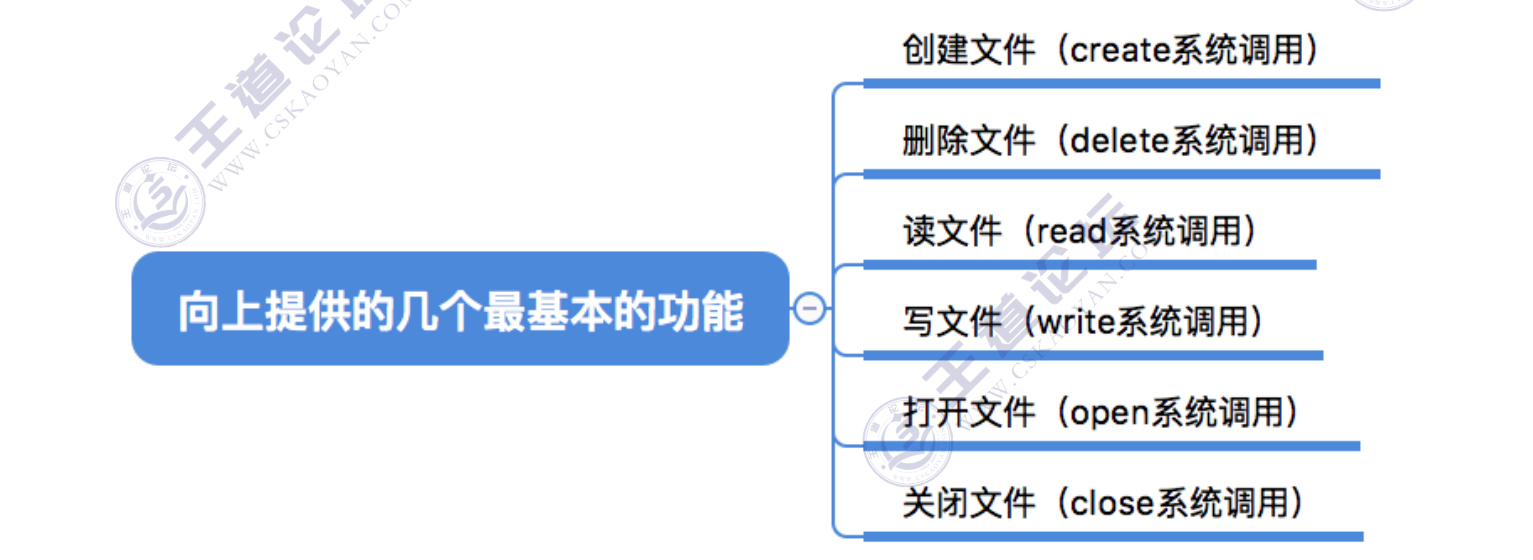 王道论坛
WWW.CSKAOYAN.COM
创建文件（create系统调用）
删除文件（delete系统调用）
读文件（read系统调用）
向上提供的几个最基本的功能
写文件（write系统调用）
打开文件（open系统调用）
关闭文件（close系统调用）
王道论坛